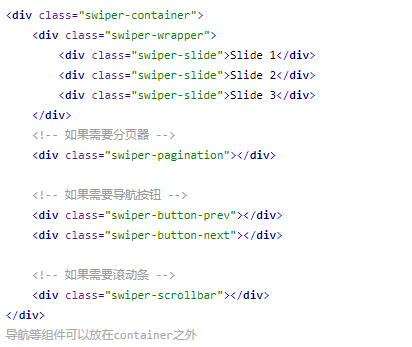 <div class="swiper-container">
    <div class="swiper-wrapper">
        <div class="swiper-slide">Slide 1</div>
        <div class="swiper-slide">Slide 2</div>
        <div class="swiper-slide">Slide 3</div>
    </div>
    <!-- 如果需要分页器 -->
    <div class="swiper-pagination"></div>

    <!-- 如果需要导航按钮 -->
    <div class="swiper-button-prev"></div>
    <div class="swiper-button-next"></div>

    <!-- 如果需要滚动条 -->
    <div class="swiper-scrollbar"></div>
</div>
导航等组件可以放在container之外